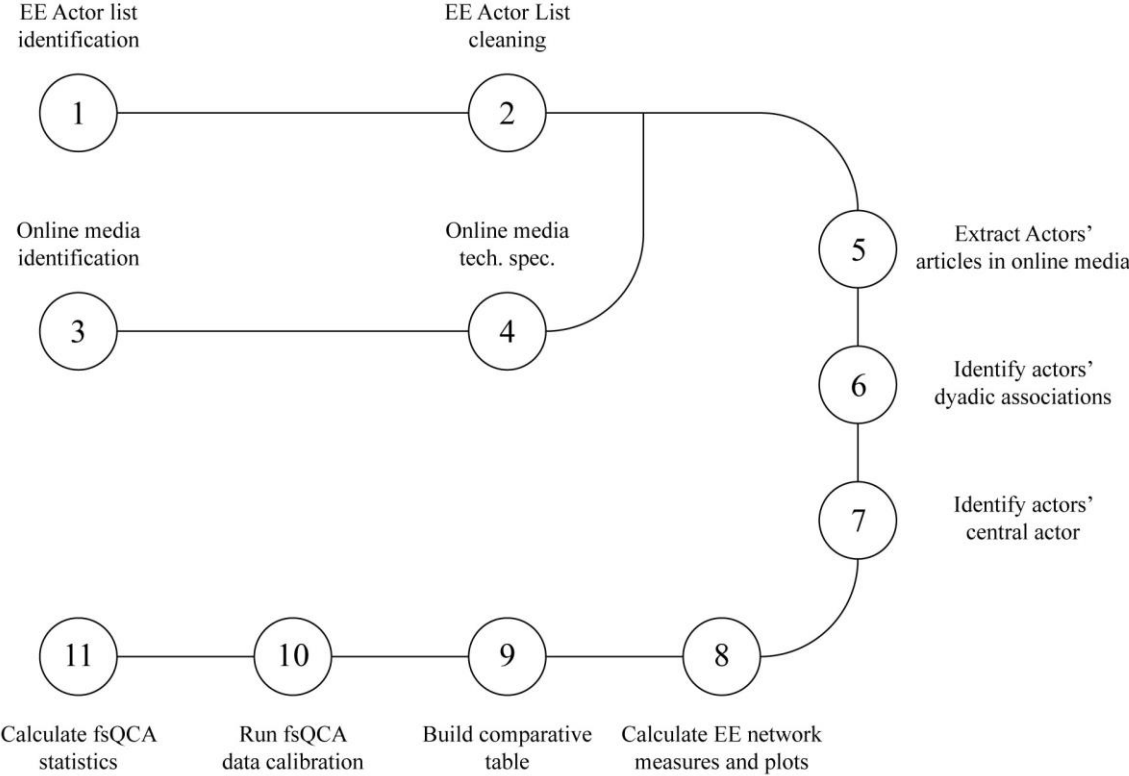 EE Actor list
identification
EE Actor List
cleaning
1
2
Online media
identification
Online media
tech. spec.
3
4
5
Extract Actors’
articles in online media
6
Identify actors’
dyadic associations
7
Identify actors’
central actor
11
10
9
8
Calculate fsQCA
statistics
Run fsQCA
data calibration
Build comparative
table
Calculate EE network
measures and plots